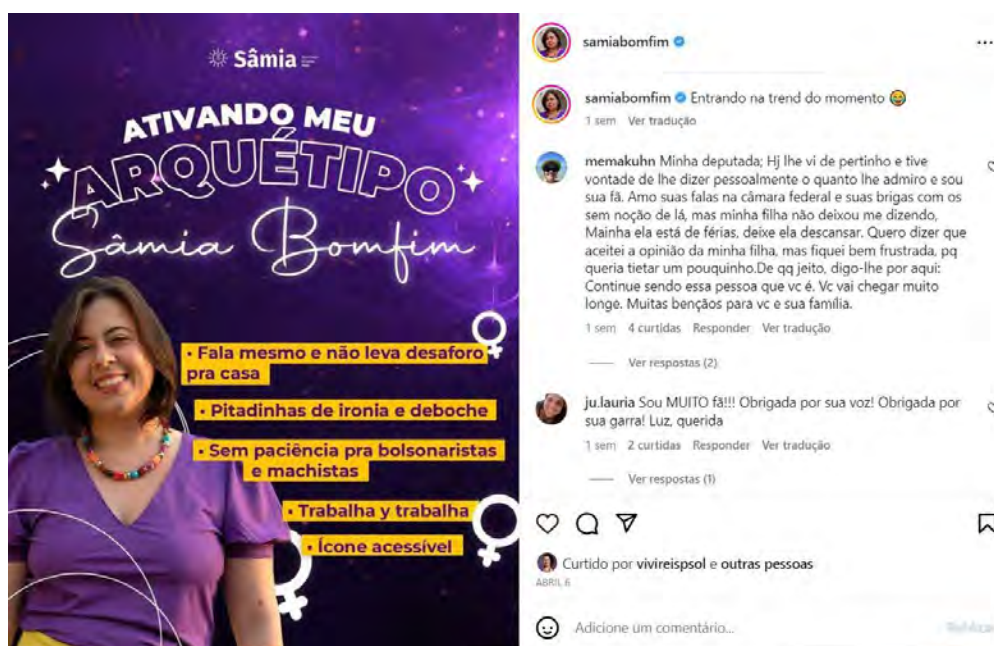 Sâmia
ATIVANDO MEU
ARQUÉTIPO
Sâmia Bomfim
• Fala mesmo e não leva desaforo
pra casa
• Pitadinhas de ironia e deboche
• Sem paciência pra bolsonaristas
e machistas
• Trabalha y trabalha
• Ícone acessível
samiabomfim
samiabomfim Entrando na trend do momento 😂
1 sem Ver tradução
memakuhn Minha deputada; Hj lhe vi de pertinho e tive
vontade de lhe dizer pessoalmente o quanto lhe admiro e sou
sua fã. Amo suas falas na câmara federal e suas brigas com os
sem noção de lá, mas minha filha não deixou me dizendo,
Mainha ela está de férias, deixe ela descansar. Quero dizer que
aceitei a opinião da minha filha, mas fiquei bem frustrada, pq
queria tietar um pouquinho.De qq jeito, digo-lhe por aqui:
Continue sendo essa pessoa que vc é. Vc vai chegar muito
longe. Muitas bençãos para vc e sua família.
1 sem 4 curtidas Responder Ver tradução
Ver respostas (2)
ju.lauria Sou MUITO fã!!! Obrigada por sua voz! Obrigada por
sua garra! Luz, querida
1 sem 2 curtidas Responder Ver tradução
Ver respostas (1)
Curtido por vivireispsol e outras pessoas
ABRIL 6
Adicione um comentário...